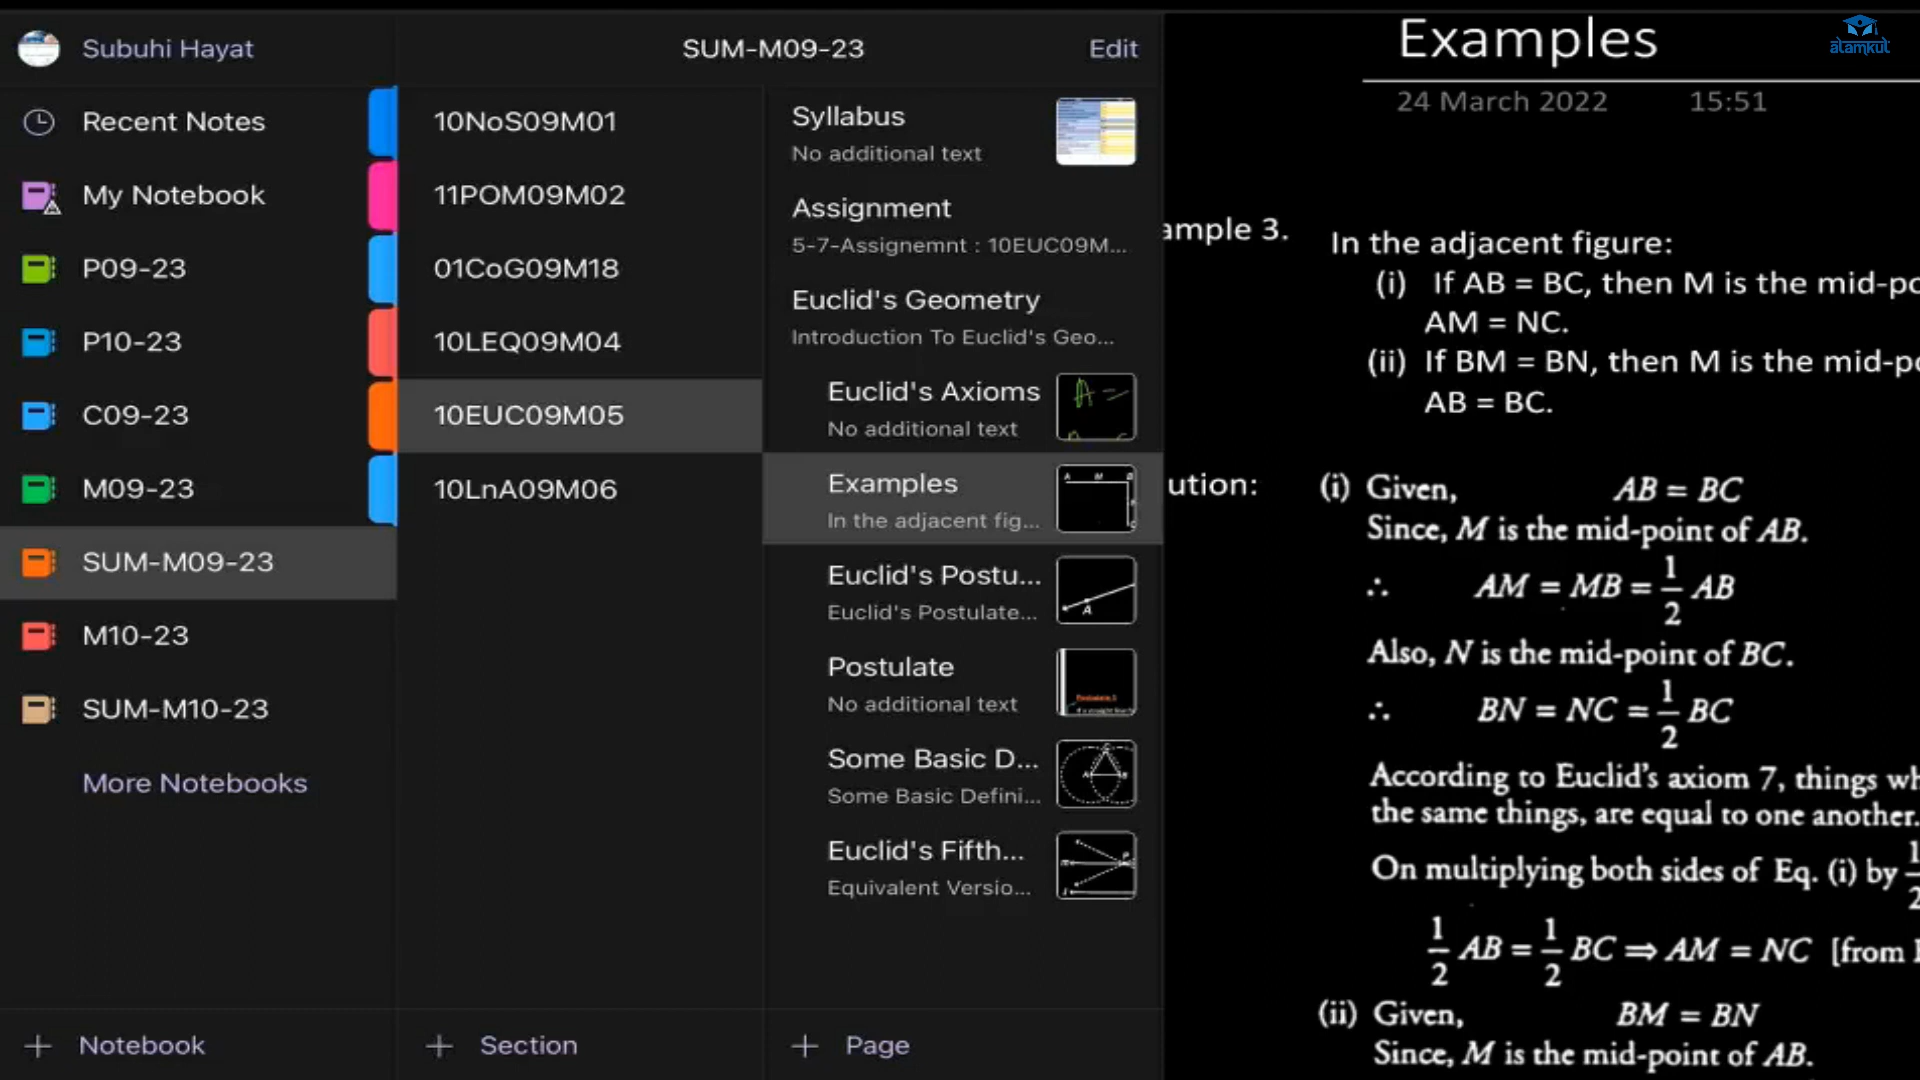 Subuhi Hayat
Recent Notes
My Notebook
P09-23
P10-23
C09-23
M09-23
SUM-M09-23
M10-23
SUM-M10-23
More Notebooks
+ Notebook
SUM-M09-23
Edit
10NoS09M01
11POM09M02
01CoG09M18
10LEQ09M04
10EUC09M05
10LnA09M06
+ Section
Syllabus
No additional text
Assignment
5-7-Assignemnt : 10EUC09M...
Euclid's Geometry
Introduction To Euclid's Geo...
Euclid's Axioms
No additional text
Examples
In the adjacent fig...
Euclid's Postu...
Euclid's Postulate...
Postulate
No additional text
Some Basic D...
Some Basic Defini...
Euclid's Fifth...
Equivalent Versio...
+ Page
Examples
24 March 2022 15:51
alamkut
ample 3. In the adjacent figure:
(i) If AB = BC, then M is the mid-po
AM = NC.
(ii) If BM = BN, then M is the mid-po
AB = BC.
ution: (i) Given, AB = BC
Since, M is the mid-point of AB.
∴ AM = MB = 1/2 AB
Also, N is the mid-point of BC.
∴ BN = NC = 1/2 BC
According to Euclid's axiom 7, things wh
the same things, are equal to one another.
On multiplying both sides of Eq. (i) by 1/2
1/2 AB = 1/2 BC ⇒ AM = NC [from
(ii) Given, BM = BN
Since, M is the mid-point of AB.